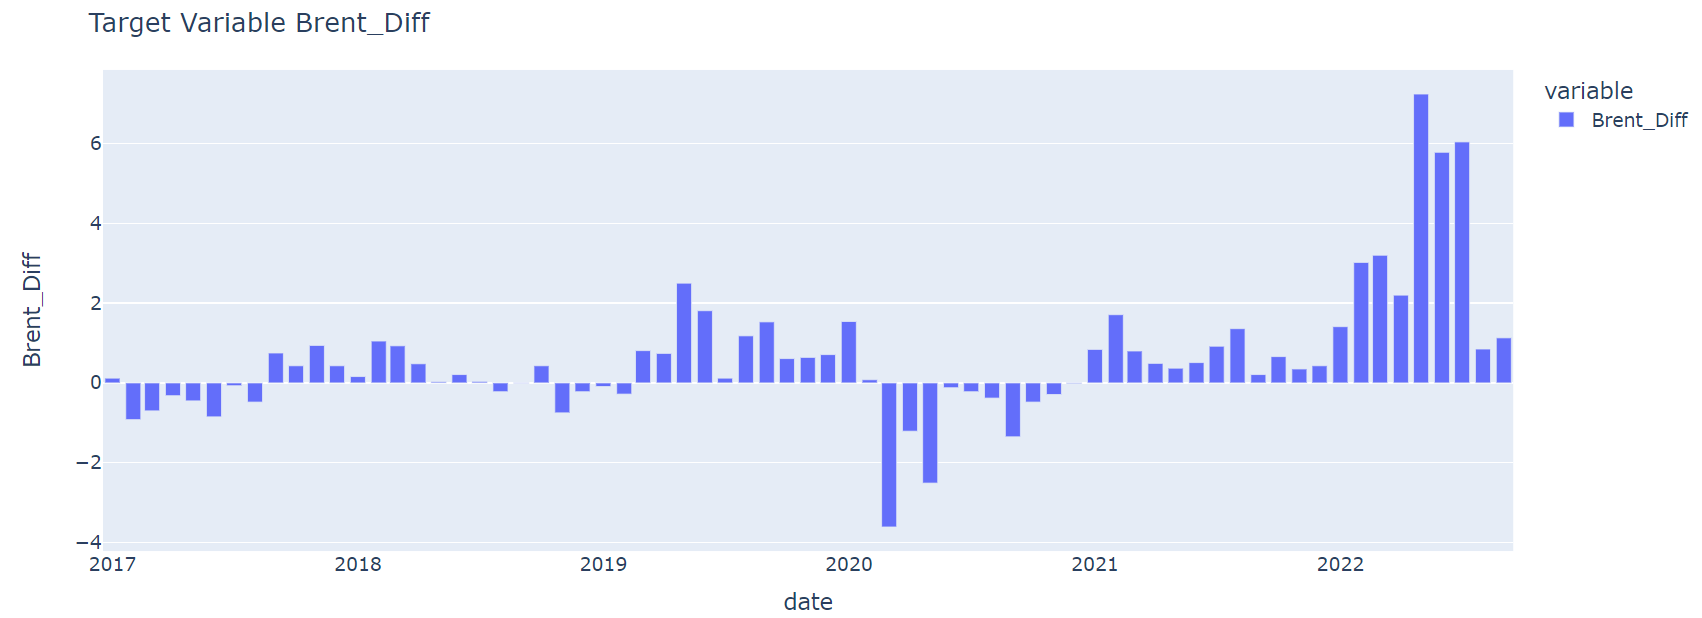 Target Variable Brent_Diff
variable
Brent_Diff
6
4
2
0
−2
−4
Brent_Diff
2017
2018
2019
2020
2021
2022
date